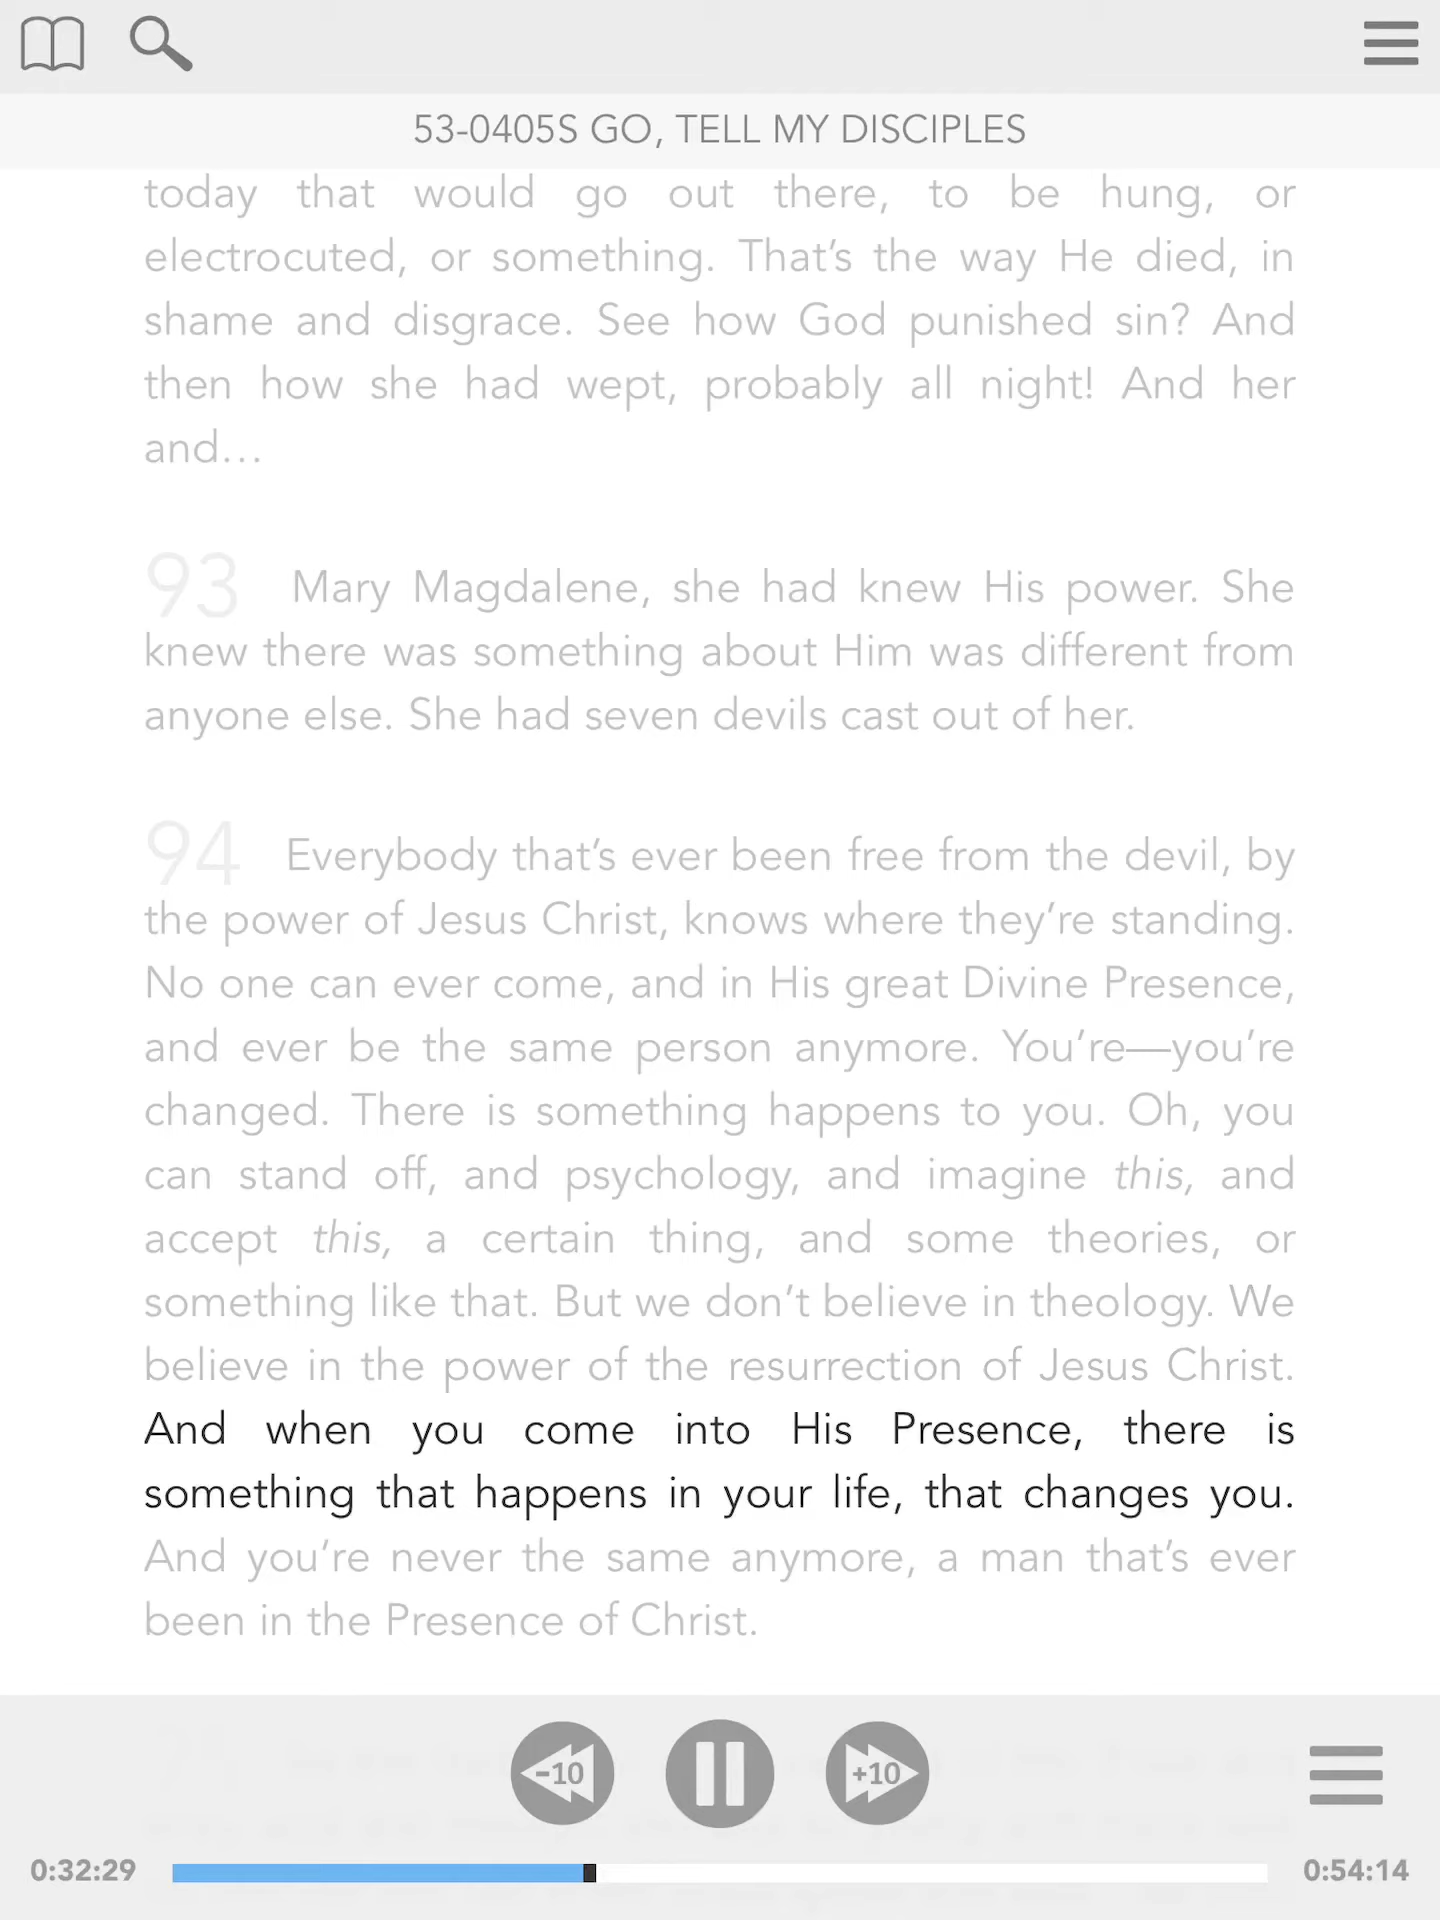 53-0405S GO, TELL MY DISCIPLES
today that would go out there, to be hung, or
electrocuted, or something. That’s the way He died, in
shame and disgrace. See how God punished sin? And
then how she had wept, probably all night! And her
and…
93 Mary Magdalene, she had knew His power. She
knew there was something about Him was different from
anyone else. She had seven devils cast out of her.
94 Everybody that’s ever been free from the devil, by
the power of Jesus Christ, knows where they’re standing.
No one can ever come, and in His great Divine Presence,
and ever be the same person anymore. You’re—you’re
changed. There is something happens to you. Oh, you
can stand off, and psychology, and imagine this, and
accept this, a certain thing, and some theories, or
something like that. But we don’t believe in theology. We
believe in the power of the resurrection of Jesus Christ.
And when you come into His Presence, there is
something that happens in your life, that changes you.
And you’re never the same anymore, a man that’s ever
been in the Presence of Christ.
-10 +10
0:32:29 0:54:14